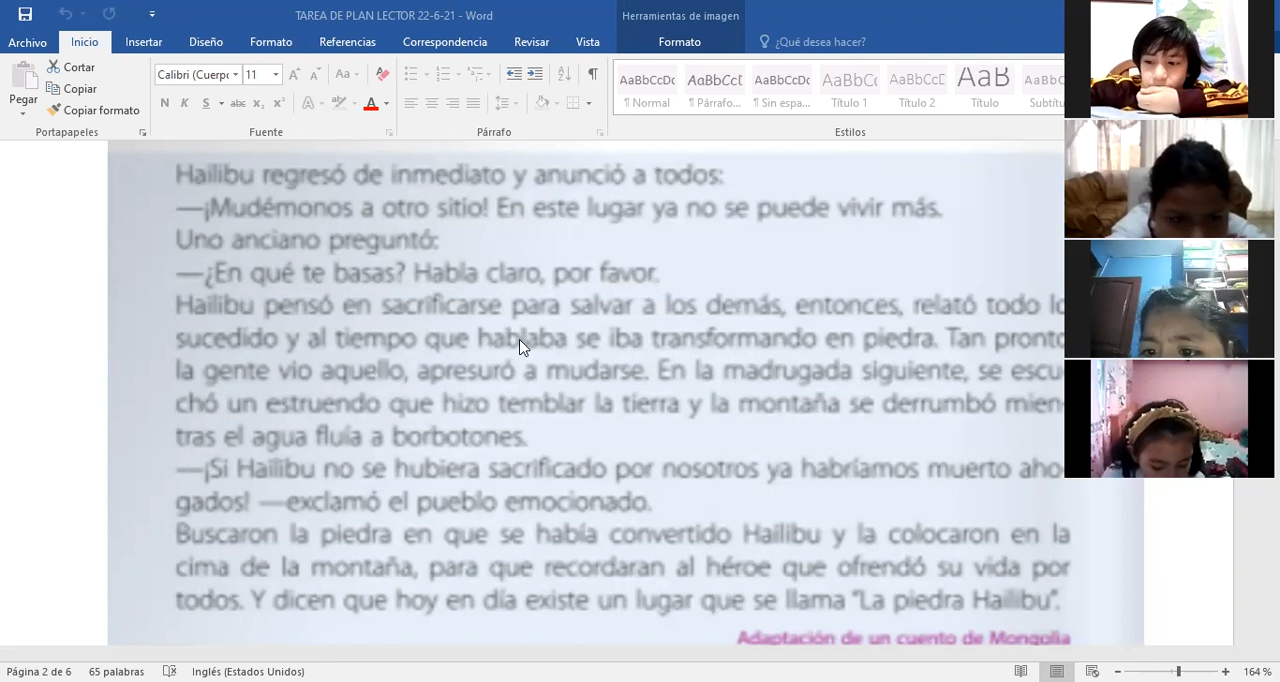 TAREA DE PLAN LECTOR 22-6-21 - Word
Herramientas de imagen
Archivo Inicio Insertar Diseño Formato Referencias Correspondencia Revisar Vista Formato ¿Qué desea hacer?
Pegar Cortar
Copiar
Copiar formato
Portapapeles
Calibri (Cuerpo 11
Fuente
Párrafo
AaBbCcDc AaBbCcD AaBbCcDc AaBbC AaBbCcD AaB AaBbC
¶ Normal ¶ Párrafo... ¶ Sin espa... Título 1 Título 2 Título Subtítu
Estilos
Hailibu regresó de inmediato y anunció a todos:
—¡Mudémonos a otro sitio! En este lugar ya no se puede vivir más.
Uno anciano preguntó:
—¿En qué te basas? Habla claro, por favor.
Hailibu pensó en sacrificarse para salvar a los demás, entonces, relató todo lo
sucedido y al tiempo que hablaba se iba transformando en piedra. Tan pronto
la gente vio aquello, apresuró a mudarse. En la madrugada siguiente, se escu-
chó un estruendo que hizo temblar la tierra y la montaña se derrumbó mien-
tras el agua fluía a borbotones.
—¡Si Hailibu no se hubiera sacrificado por nosotros ya habríamos muerto aho-
gados! —exclamó el pueblo emocionado.
Buscaron la piedra en que se había convertido Hailibu y la colocaron en la
cima de la montaña, para que recordaran al héroe que ofrendó su vida por
todos. Y dicen que hoy en día existe un lugar que se llama "La piedra Hailibu".
Adaptación de un cuento de Mongolia
Página 2 de 6 65 palabras Inglés (Estados Unidos) 164 %